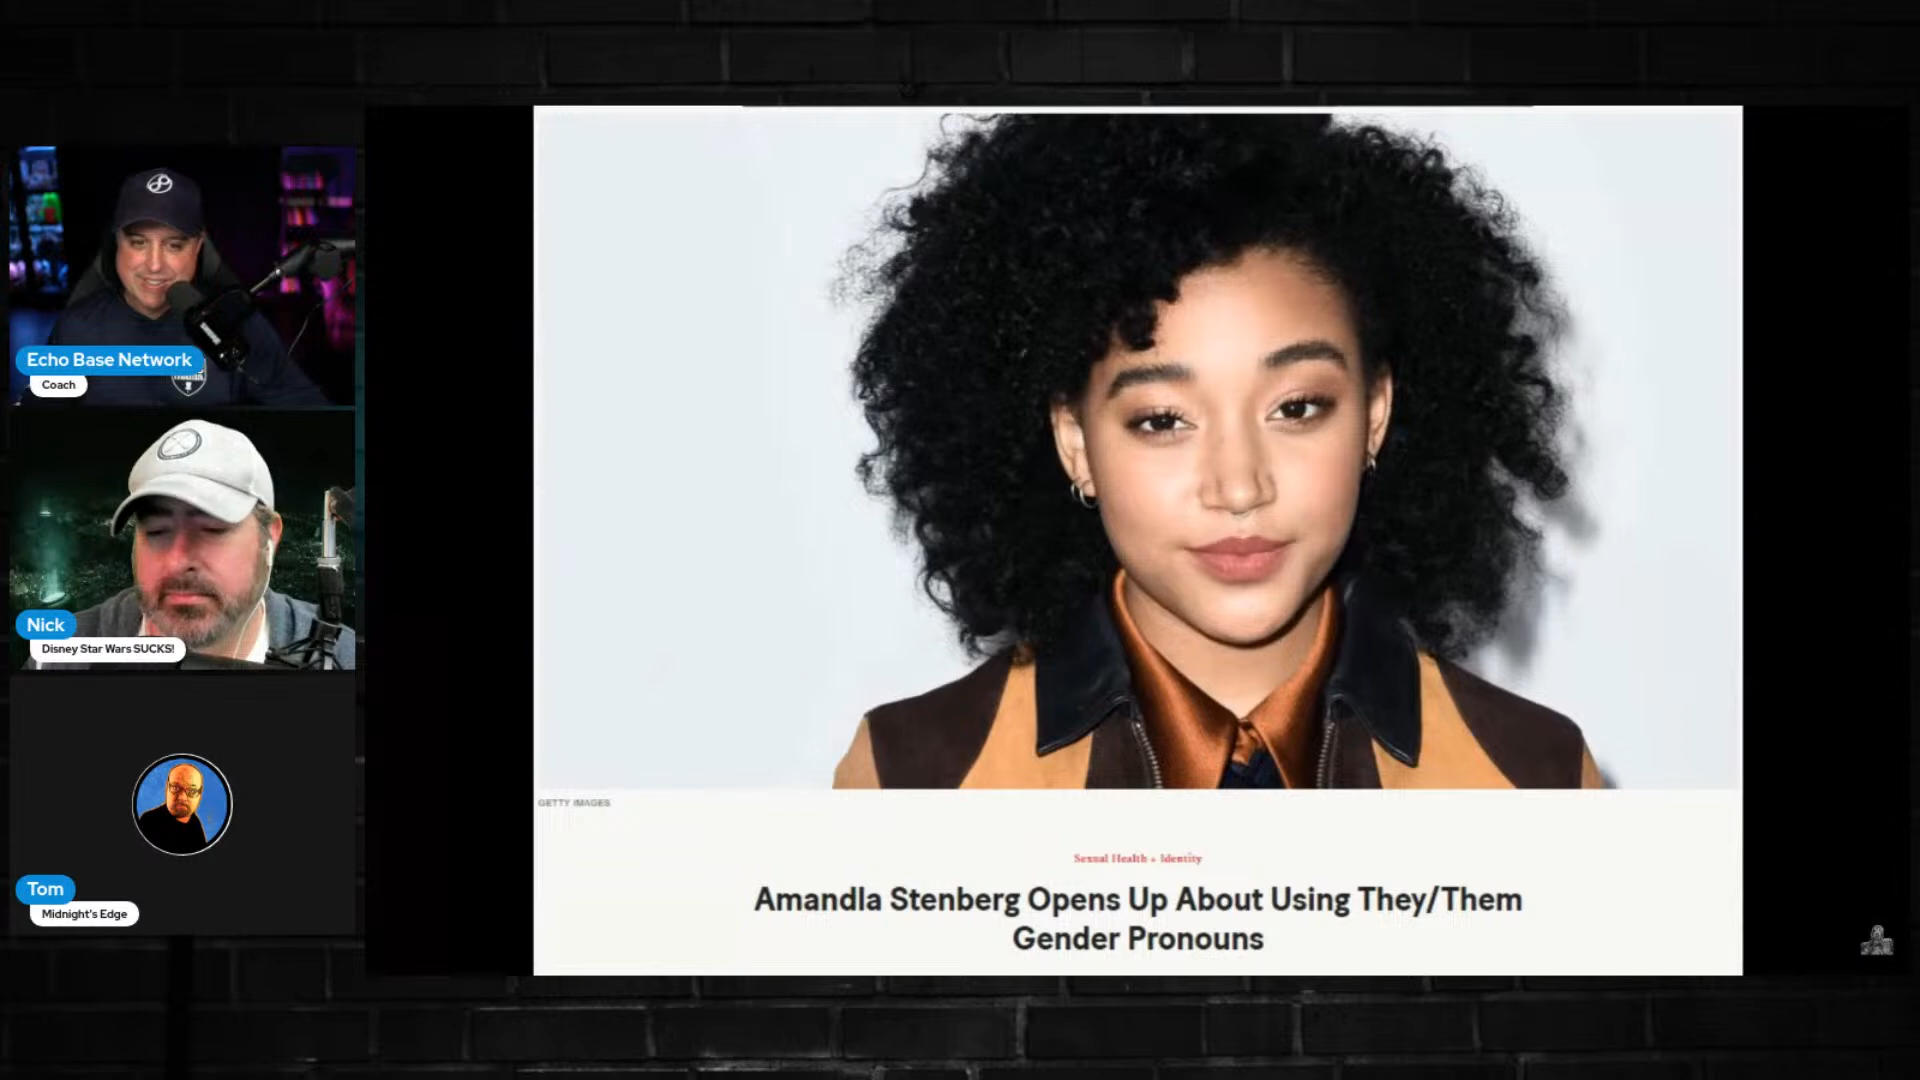 Echo Base Network
Coach
Nick
Disney Star Wars SUCKS!
Tom
Midnight's Edge
GETTY IMAGES
Sexual Health + Identity
Amandla Stenberg Opens Up About Using They/Them
Gender Pronouns